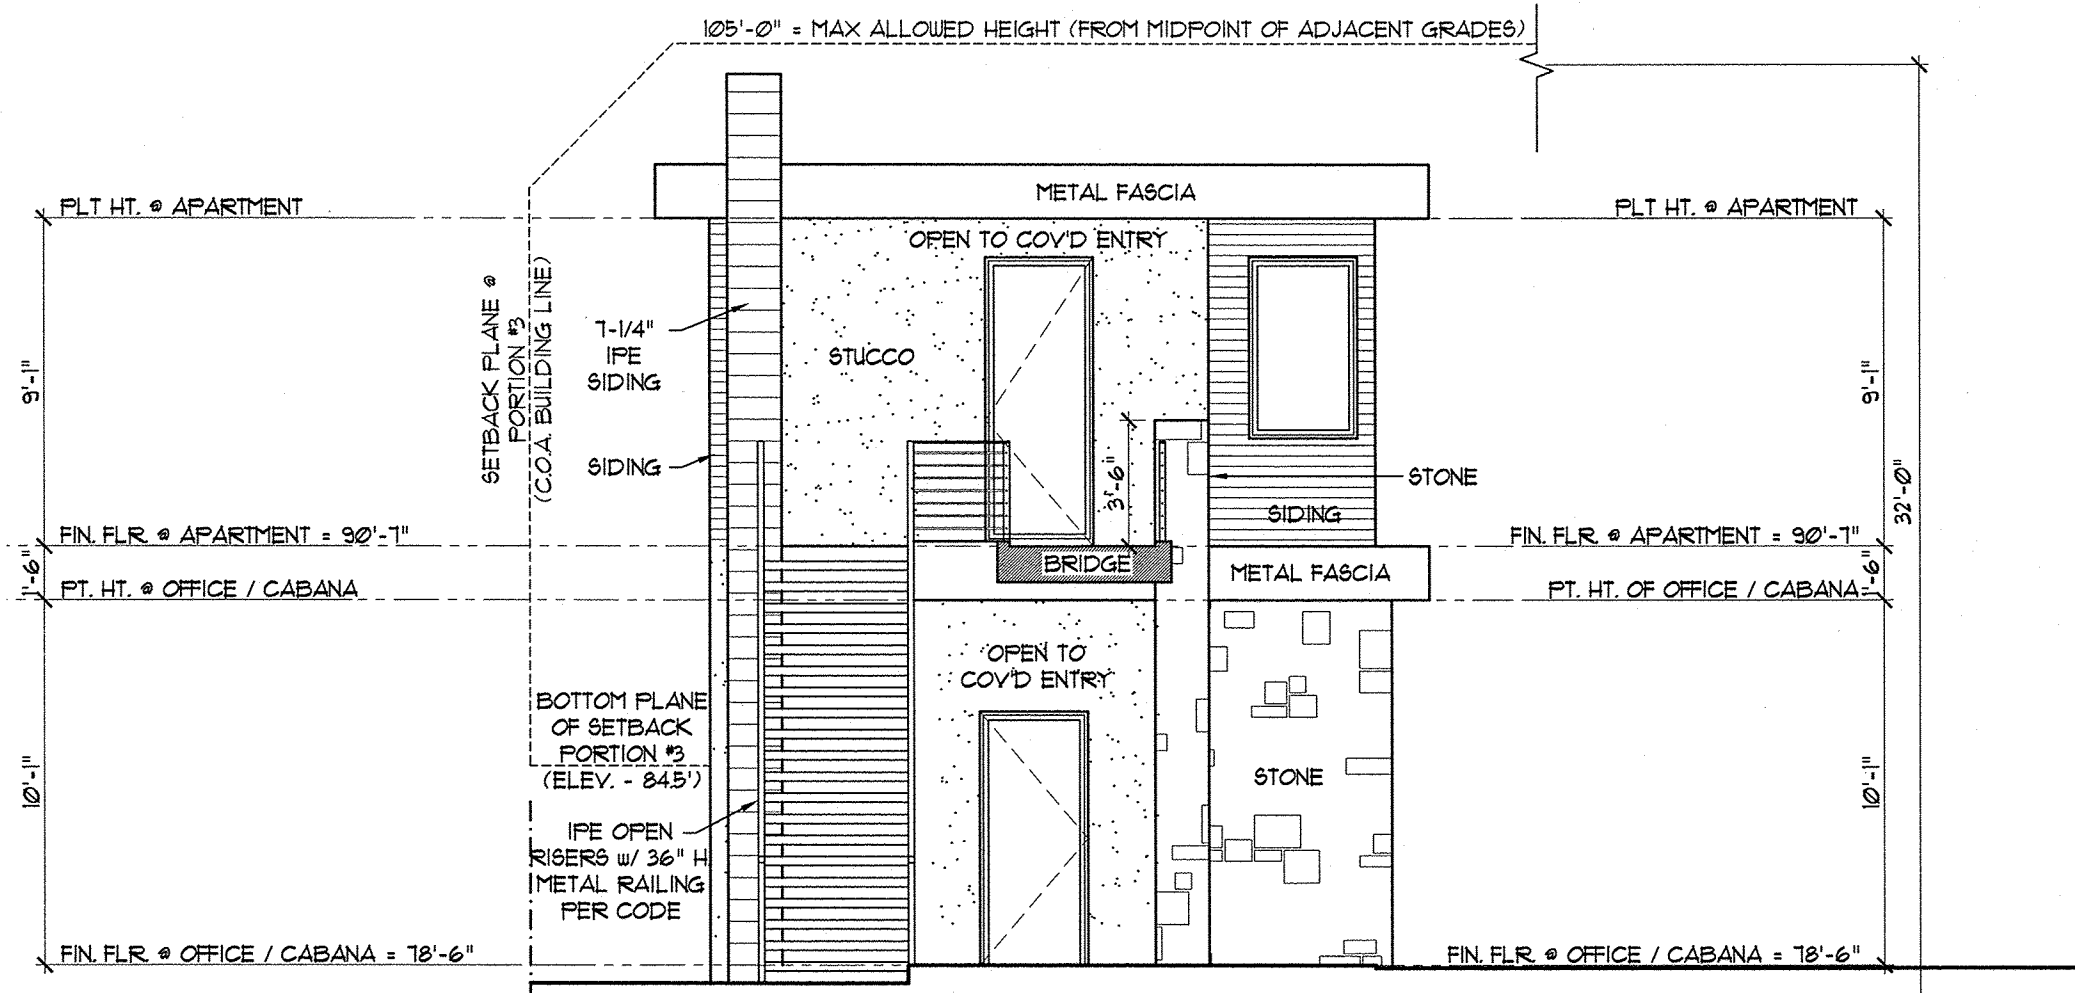 105'-0" = MAX ALLOWED HEIGHT (FROM MIDPOINT OF ADJACENT GRADES)
METAL FASCIA
PLT HT. @ APARTMENT
PLT HT. @ APARTMENT
OPEN TO COV'D ENTRY
SETBACK PLANE @
PORTION #3
(C.O.A. BUILDING LINE)
7-1/4"
IPE
SIDING
STUCCO
9'-1"
9'-1"
SIDING
3'-6"
STONE
SIDING
32'-0"
FIN. FLR. @ APARTMENT = 90'-7"
FIN. FLR. @ APARTMENT = 90'-7"
1'-6"
BRIDGE
METAL FASCIA
1'-6"
PT. HT. @ OFFICE / CABANA
PT. HT. OF OFFICE / CABANA
OPEN TO
COV'D ENTRY
BOTTOM PLANE
OF SETBACK
PORTION #3
(ELEV. - 84.5')
STONE
10'-1"
10'-1"
IPE OPEN
RISERS w/ 36" H
METAL RAILING
PER CODE
FIN. FLR. @ OFFICE / CABANA = 78'-6"
FIN. FLR. @ OFFICE / CABANA = 78'-6"